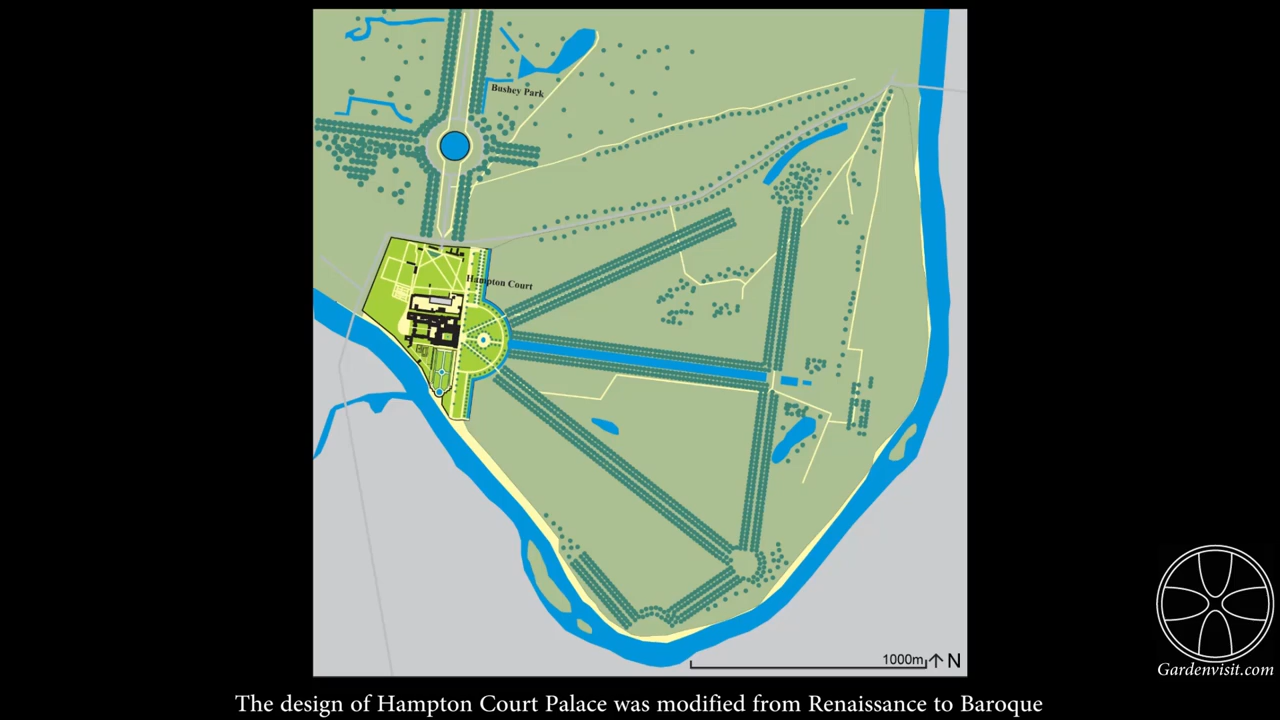 Bushey Park
Hampton Court
1000m
N
Gardenvisit.com
The design of Hampton Court Palace was modified from Renaissance to Baroque